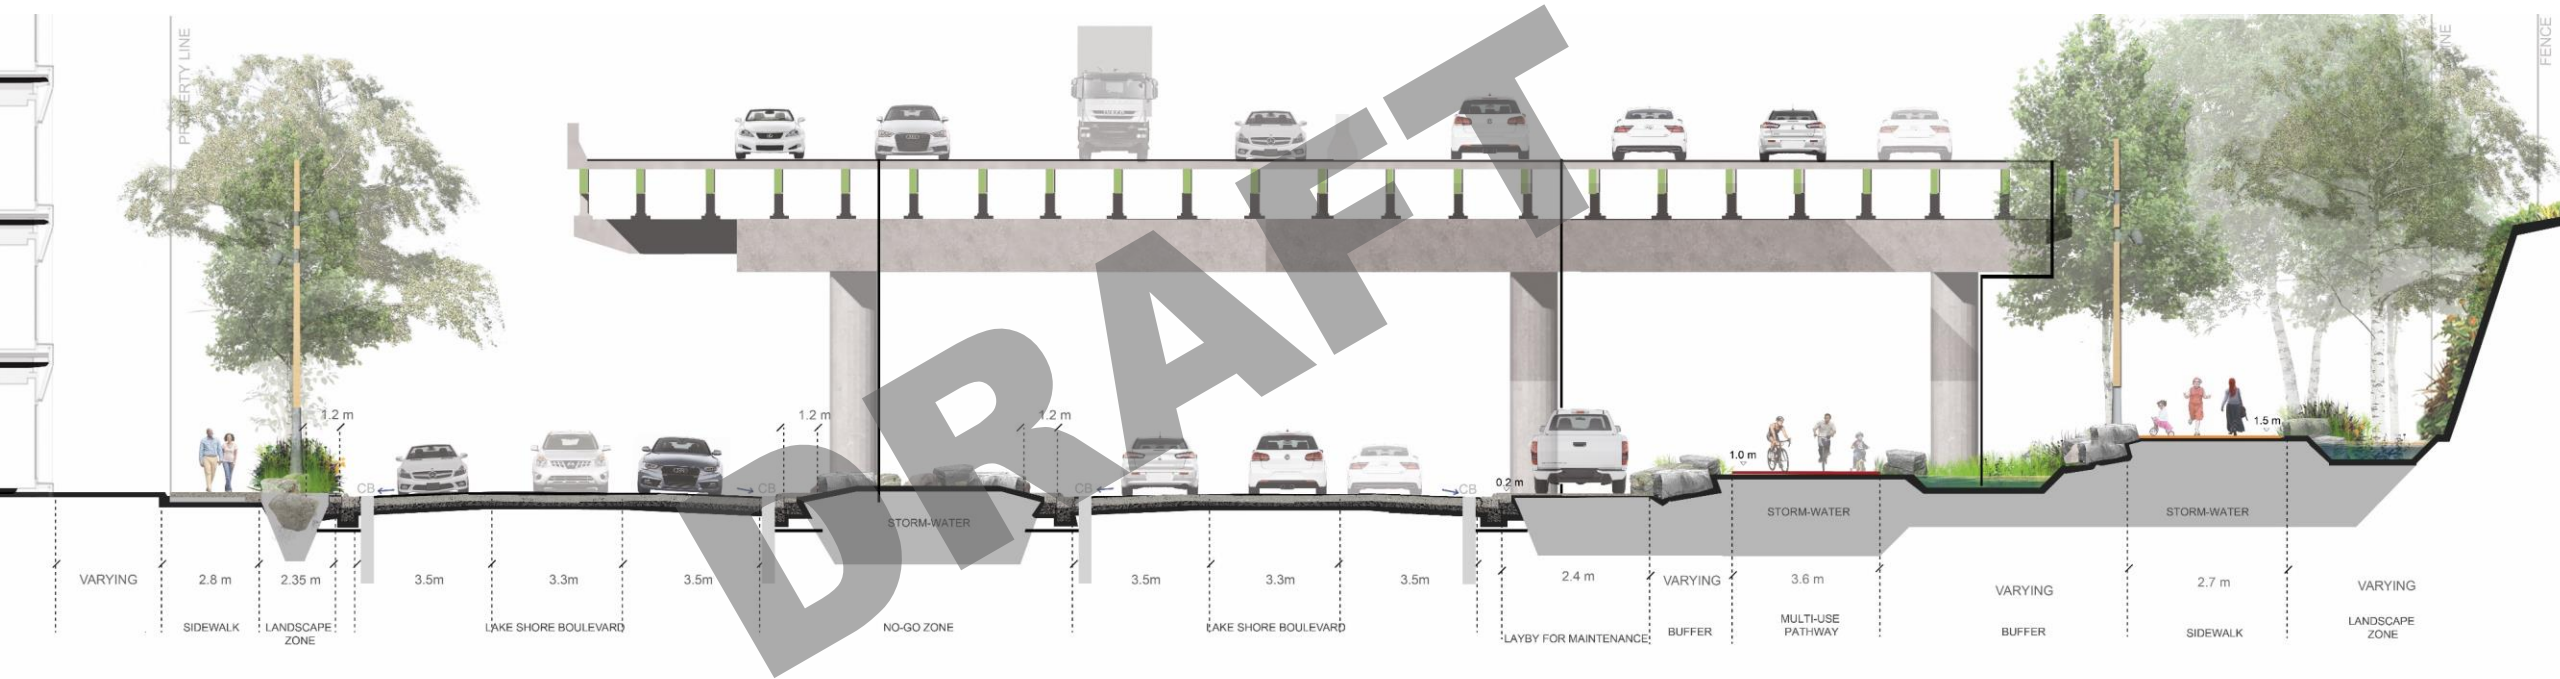 PROPERTY LINE
FENCE
DRAFT
1.2 m
1.2 m
1.2 m
1.5 m
1.0 m
0.2 m
CB
CB
CB
CB
STORM-WATER
STORM-WATER
STORM-WATER
VARYING
2.8 m
2.35 m
3.5m
3.3m
3.5m
3.5m
3.3m
3.5m
2.4 m
VARYING
3.6 m
VARYING
2.7 m
VARYING
SIDEWALK
LANDSCAPE
ZONE
LAKE SHORE BOULEVARD
NO-GO ZONE
LAKE SHORE BOULEVARD
LAYBY FOR MAINTENANCE
BUFFER
MULTI-USE
PATHWAY
BUFFER
SIDEWALK
LANDSCAPE
ZONE